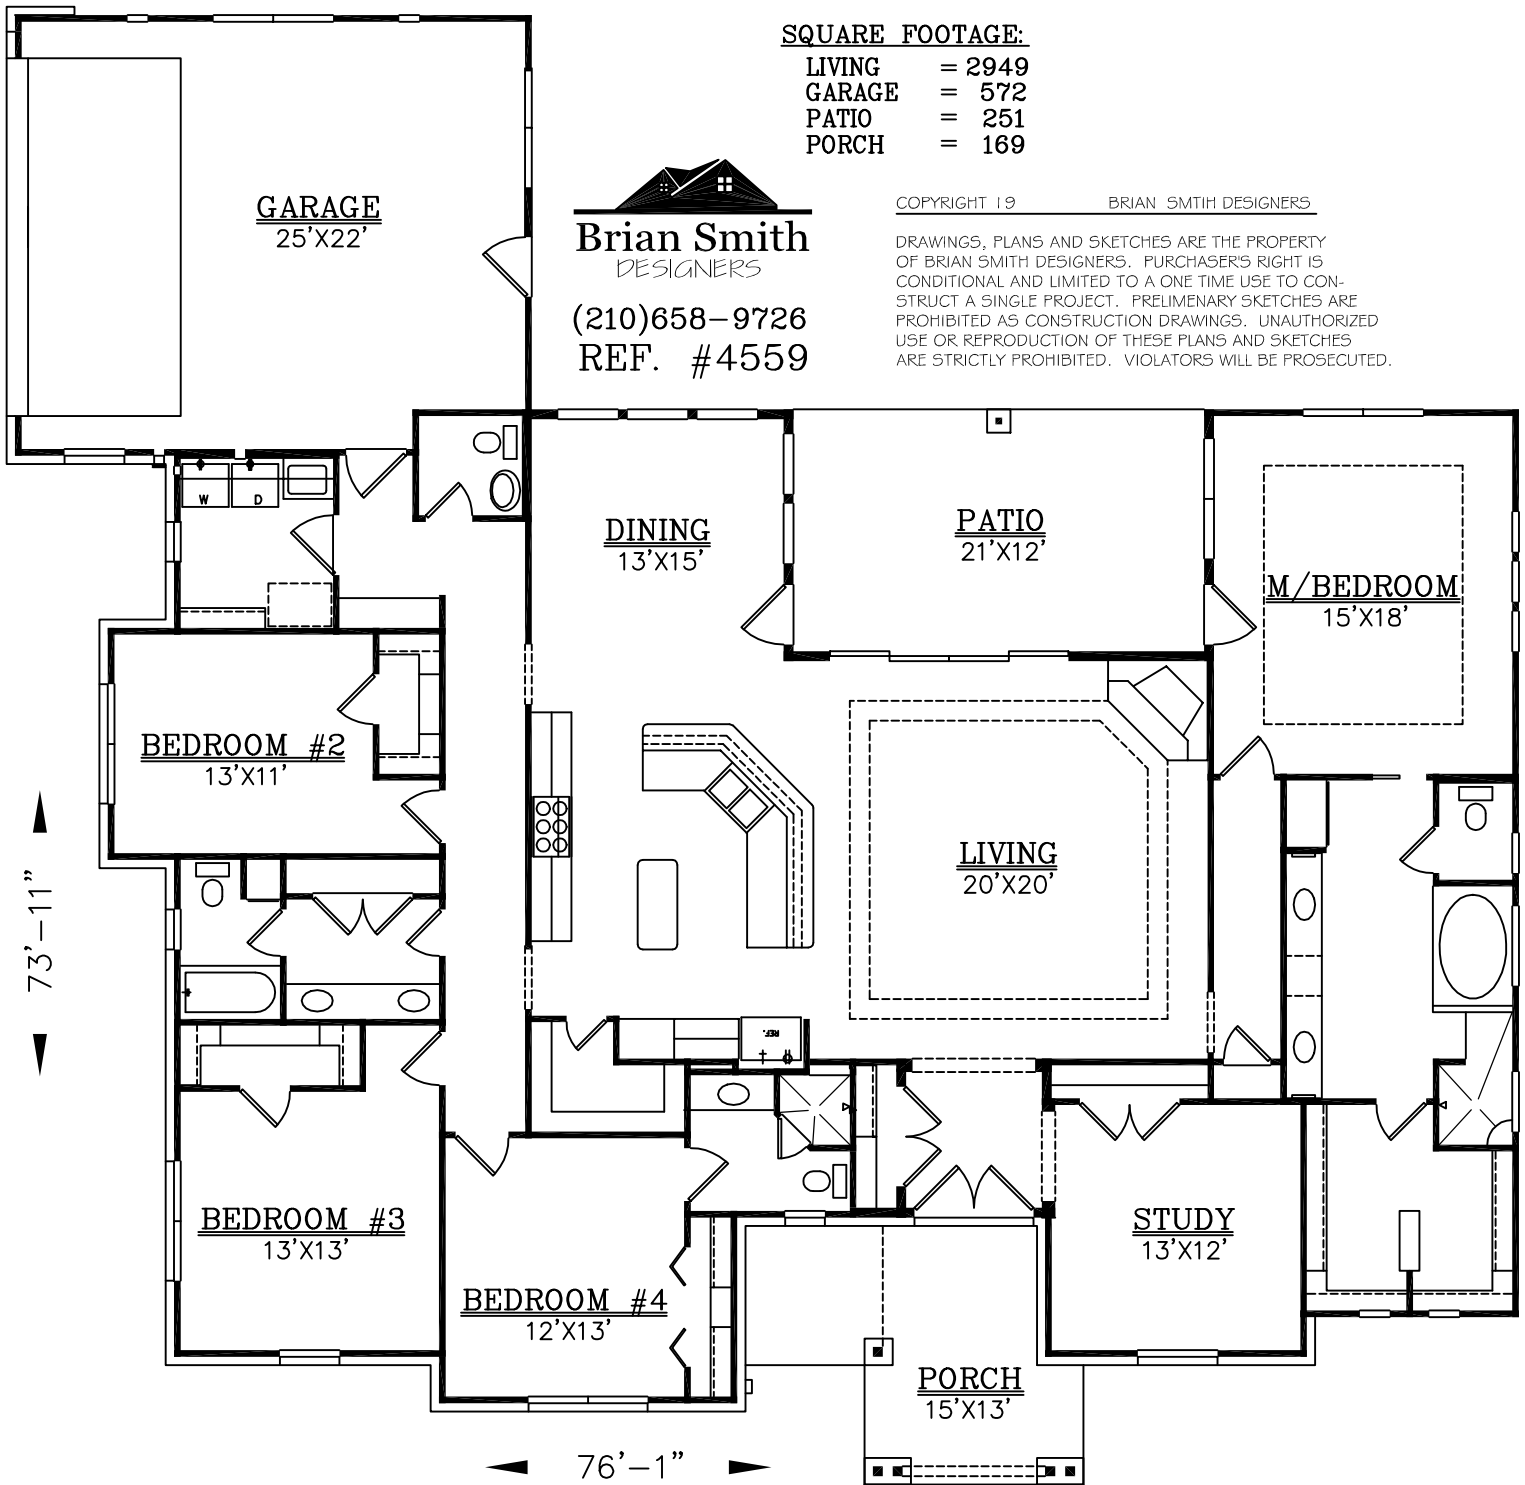 SQUARE FOOTAGE:
LIVING = 2949
GARAGE = 572
PATIO = 251
PORCH = 169
GARAGE
25'X22'
Brian Smith
DESIGNERS
(210)658-9726
REF. #4559
COPYRIGHT 19 BRIAN SMTIH DESIGNERS
DRAWINGS, PLANS AND SKETCHES ARE THE PROPERTY
OF BRIAN SMITH DESIGNERS. PURCHASER'S RIGHT IS
CONDITIONAL AND LIMITED TO A ONE TIME USE TO CON-
STRUCT A SINGLE PROJECT. PRELIMENARY SKETCHES ARE
PROHIBITED AS CONSTRUCTION DRAWINGS. UNAUTHORIZED
USE OR REPRODUCTION OF THESE PLANS AND SKETCHES
ARE STRICTLY PROHIBITED. VIOLATORS WILL BE PROSECUTED.
W D
DINING
13'X15'
PATIO
21'X12'
M/BEDROOM
15'X18'
BEDROOM #2
13'X11'
LIVING
20'X20'
73'-11"
REF.
BEDROOM #3
13'X13'
STUDY
13'X12'
BEDROOM #4
12'X13'
PORCH
15'X13'
76'-1"